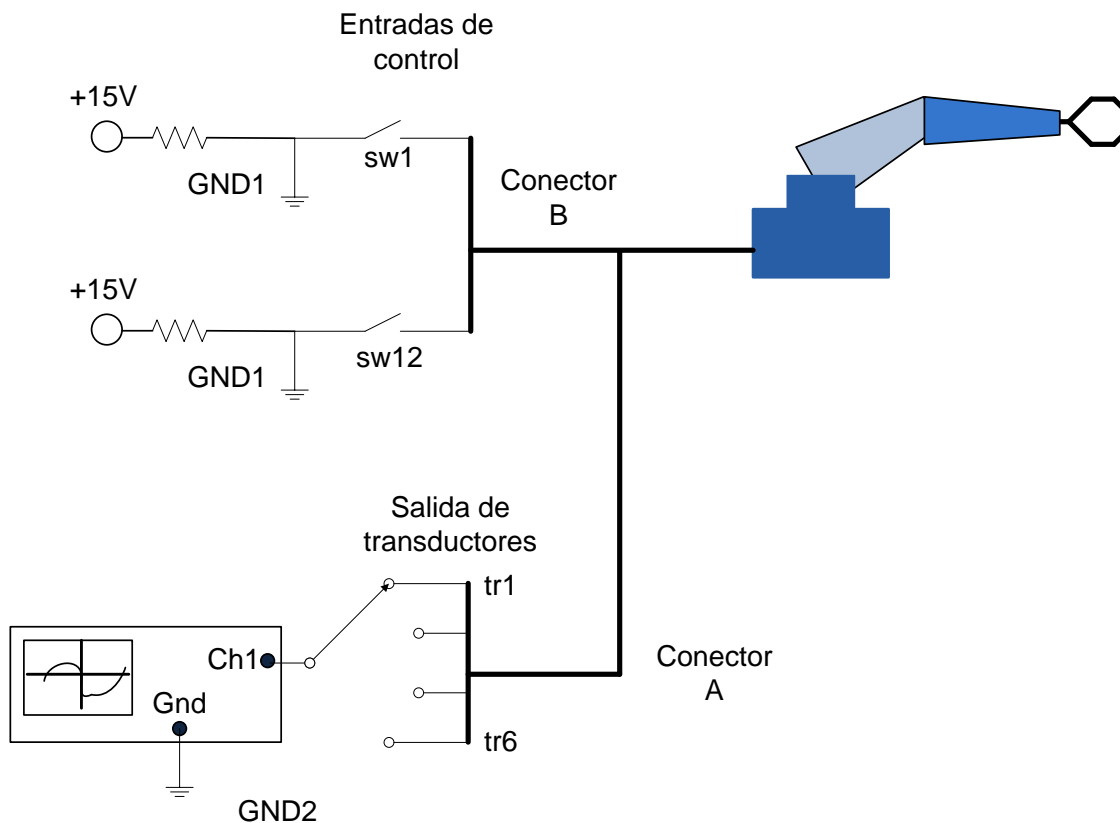 Entradas de
control
+15V
sw1
GND1
Conector
B
+15V
sw12
GND1
Salida de
transductores
tr1
Ch1
Conector
A
Gnd
tr6
GND2